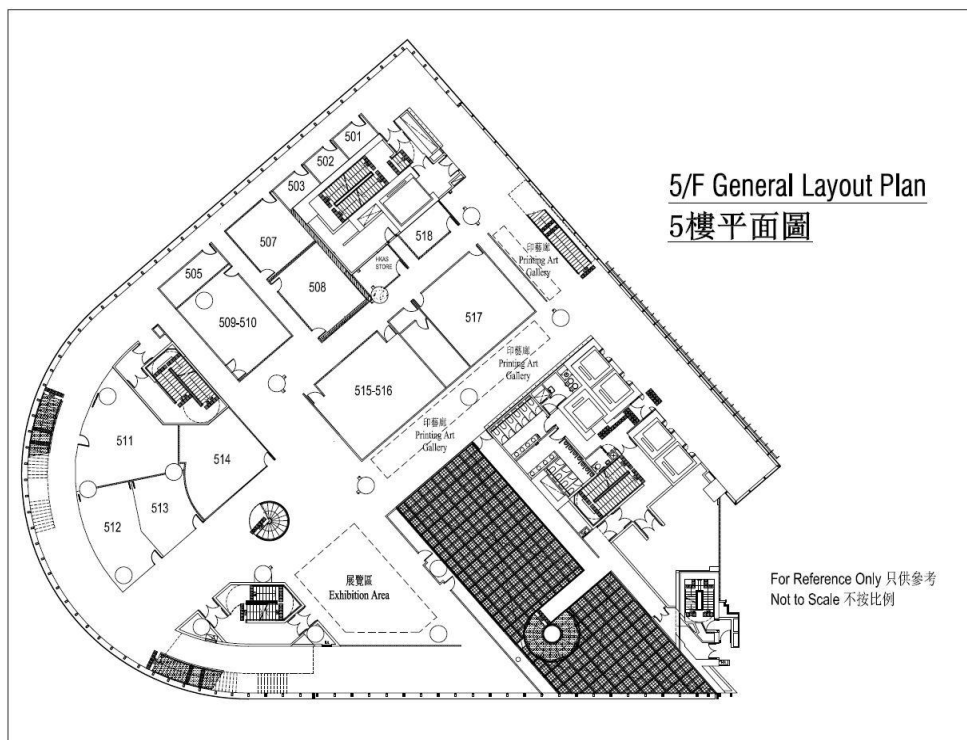 5/F General Layout Plan
5樓平面圖
501
502
503
507
518
HKAS
STORE
印藝廊
Printing Art
Gallery
505
508
509-510
517
印藝廊
Printing Art
Gallery
515-516
印藝廊
Printing Art
Gallery
511
514
513
512
展覽區
Exhibition Area
For Reference Only 只供參考
Not to Scale 不按比例